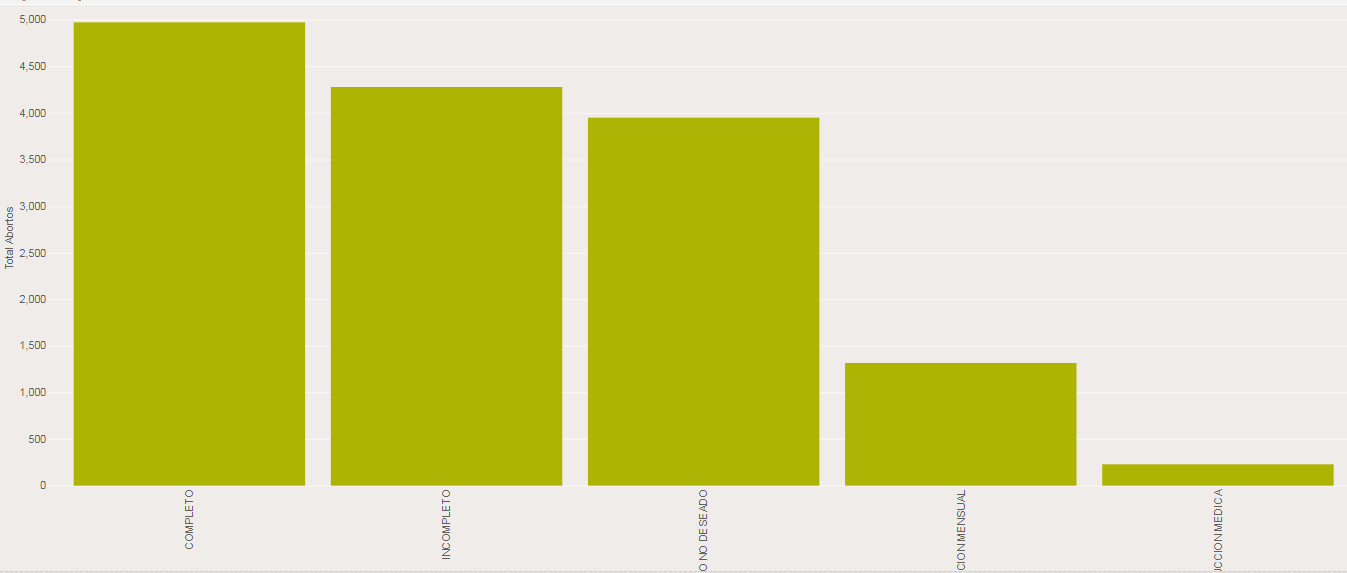 5,000
4,500
4,000
3,500
3,000
2,500
2,000
1,500
1,000
500
0
Total Abortos
COMPLETO
INCOMPLETO
O NO DESEADO
CION MENSUAL
UCCION MEDICA